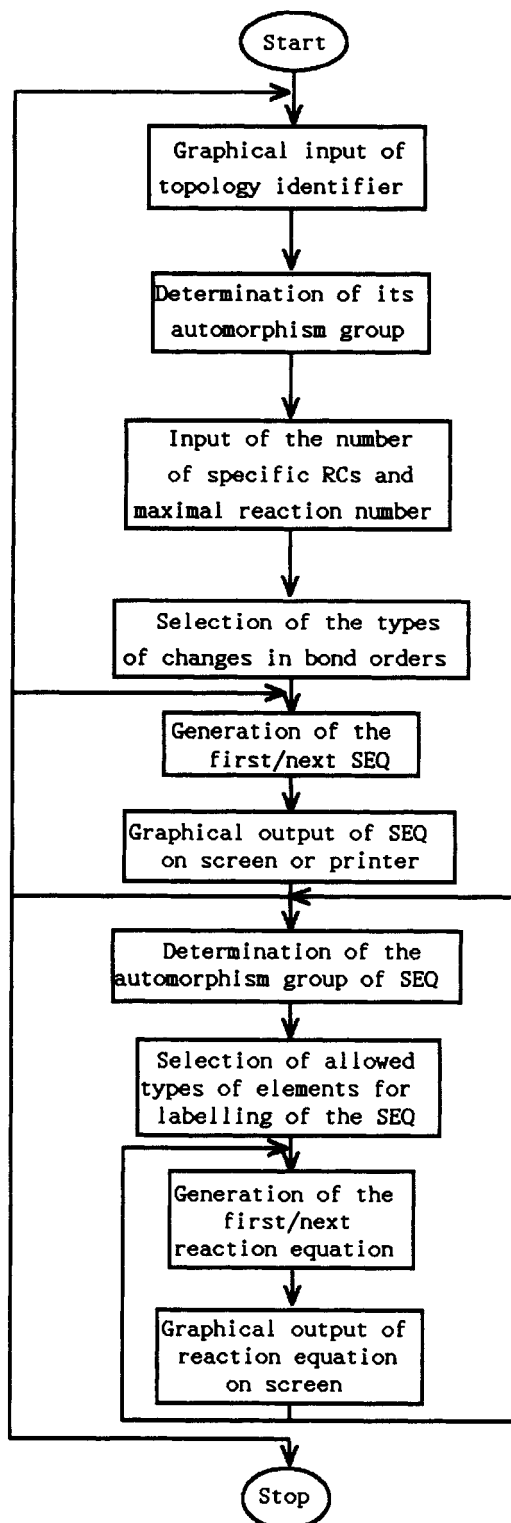 Start
Graphical input of
topology identifier
Determination of its
automorphism group
Input of the number
of specific RCs and
maximal reaction number
Selection of the types
of changes in bond orders
Generation of the
first/next SEQ
Graphical output of SEQ
on screen or printer
Determination of the
automorphism group of SEQ
Selection of allowed
types of elements for
labelling of the SEQ
Generation of the
first/next
reaction equation
Graphical output of
reaction equation
on screen
Stop